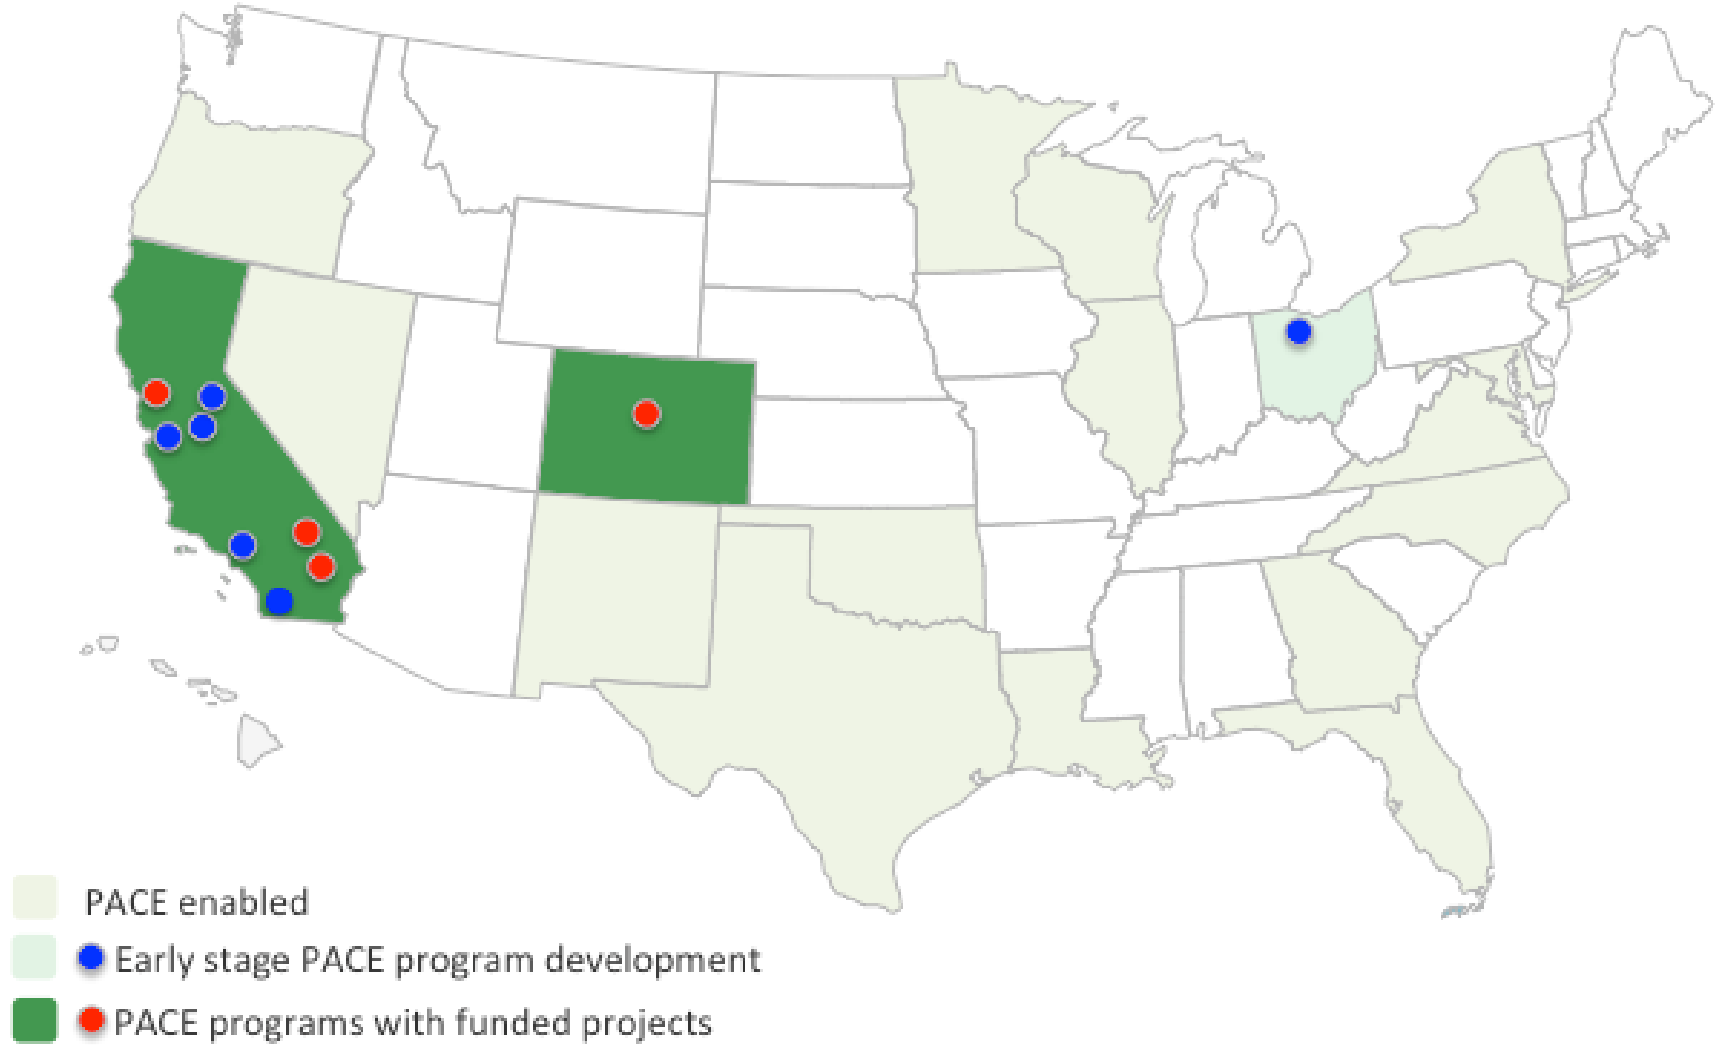 PACE enabled
Early stage PACE program development
PACE programs with funded projects